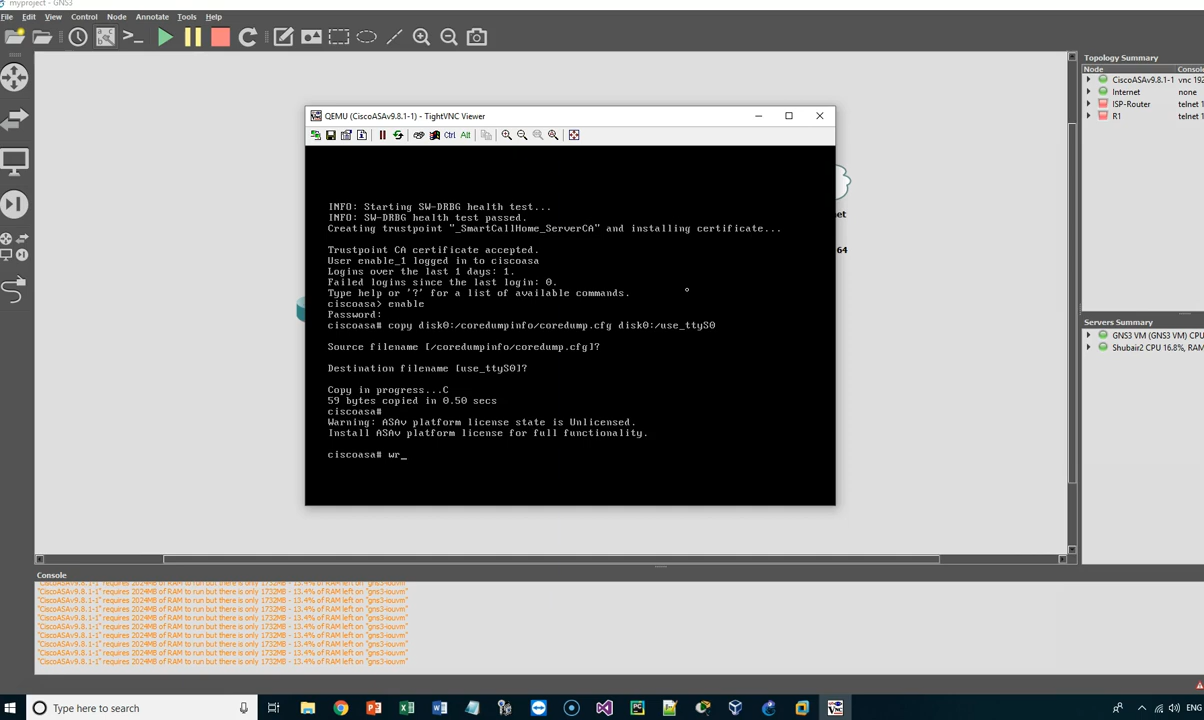 myproject - GNS3
File Edit View Control Node Annotate Tools Help
Topology Summary
Node Console
CiscoASAv9.8.1-1 vnc 192
Internet none
ISP-Router telnet 1
R1 telnet 1
QEMU (CiscoASAv9.8.1-1) - TightVNC Viewer
Ctrl Alt
INFO: Starting SW-DRBG health test...
INFO: SW-DRBG health test passed.
Creating trustpoint "_SmartCallHome_ServerCA" and installing certificate...
Trustpoint CA certificate accepted.
User enable_1 logged in to ciscoasa
Logins over the last 1 days: 1.
Failed logins since the last login: 0.
Type help or '?' for a list of available commands.
ciscoasa> enable
Password:
ciscoasa# copy disk0:/coredumpinfo/coredump.cfg disk0:/use_ttyS0
Source filename [/coredumpinfo/coredump.cfg]?
Destination filename [use_ttyS0]?
Copy in progress...C
59 bytes copied in 0.50 secs
ciscoasa#
Warning: ASAv platform license state is Unlicensed.
Install ASAv platform license for full functionality.
ciscoasa# wr_
et
64
Servers Summary
GNS3 VM (GNS3 VM) CPU
Shubair2 CPU 16.8%, RAM
Console
"CiscoASAv9.8.1-1" requires 2024MB of RAM to run but there is only 1732MB - 13.4% of RAM left on "gns3-iouvm"
"CiscoASAv9.8.1-1" requires 2024MB of RAM to run but there is only 1732MB - 13.4% of RAM left on "gns3-iouvm"
"CiscoASAv9.8.1-1" requires 2024MB of RAM to run but there is only 1732MB - 13.4% of RAM left on "gns3-iouvm"
"CiscoASAv9.8.1-1" requires 2024MB of RAM to run but there is only 1732MB - 13.4% of RAM left on "gns3-iouvm"
"CiscoASAv9.8.1-1" requires 2024MB of RAM to run but there is only 1732MB - 13.4% of RAM left on "gns3-iouvm"
"CiscoASAv9.8.1-1" requires 2024MB of RAM to run but there is only 1732MB - 13.4% of RAM left on "gns3-iouvm"
"CiscoASAv9.8.1-1" requires 2024MB of RAM to run but there is only 1732MB - 13.4% of RAM left on "gns3-iouvm"
"CiscoASAv9.8.1-1" requires 2024MB of RAM to run but there is only 1732MB - 13.4% of RAM left on "gns3-iouvm"
"CiscoASAv9.8.1-1" requires 2024MB of RAM to run but there is only 1732MB - 13.4% of RAM left on "gns3-iouvm"
"CiscoASAv9.8.1-1" requires 2024MB of RAM to run but there is only 1732MB - 13.4% of RAM left on "gns3-iouvm"
Type here to search
ENG